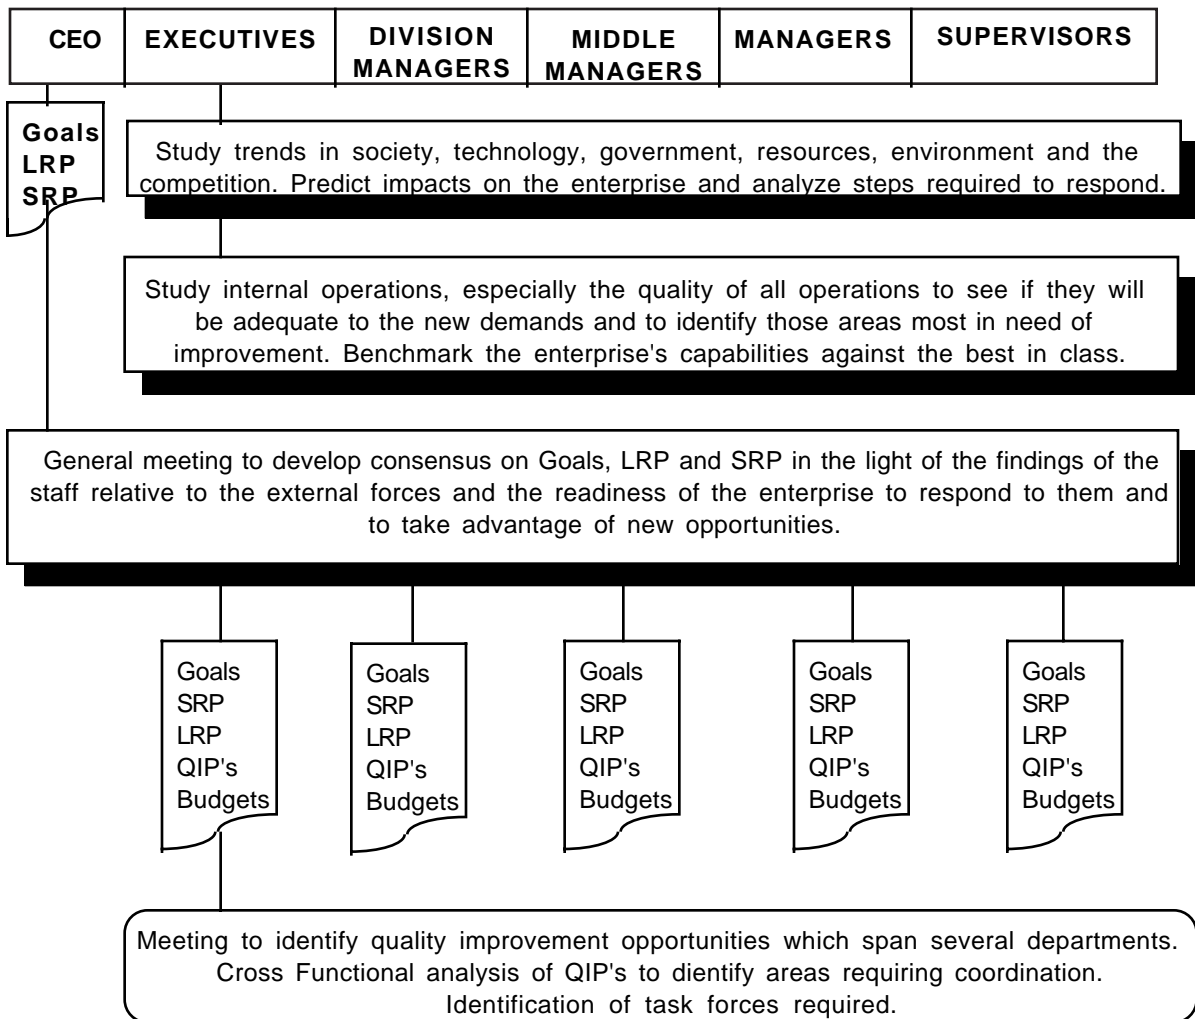 CEO
EXECUTIVES
DIVISION
MANAGERS
MIDDLE
MANAGERS
MANAGERS
SUPERVISORS
Goals
LRP
SRP
Study trends in society, technology, government, resources, environment and the
competition. Predict impacts on the enterprise and analyze steps required to respond.
Study internal operations, especially the quality of all operations to see if they will
be adequate to the new demands and to identify those areas most in need of
improvement. Benchmark the enterprise's capabilities against the best in class.
General meeting to develop consensus on Goals, LRP and SRP in the light of the findings of the
staff relative to the external forces and the readiness of the enterprise to respond to them and
to take advantage of new opportunities.
Goals
SRP
LRP
QIP's
Budgets
Goals
SRP
LRP
QIP's
Budgets
Goals
SRP
LRP
QIP's
Budgets
Goals
SRP
LRP
QIP's
Budgets
Goals
SRP
LRP
QIP's
Budgets
Meeting to identify quality improvement opportunities which span several departments.
Cross Functional analysis of QIP's to dientify areas requiring coordination.
Identification of task forces required.